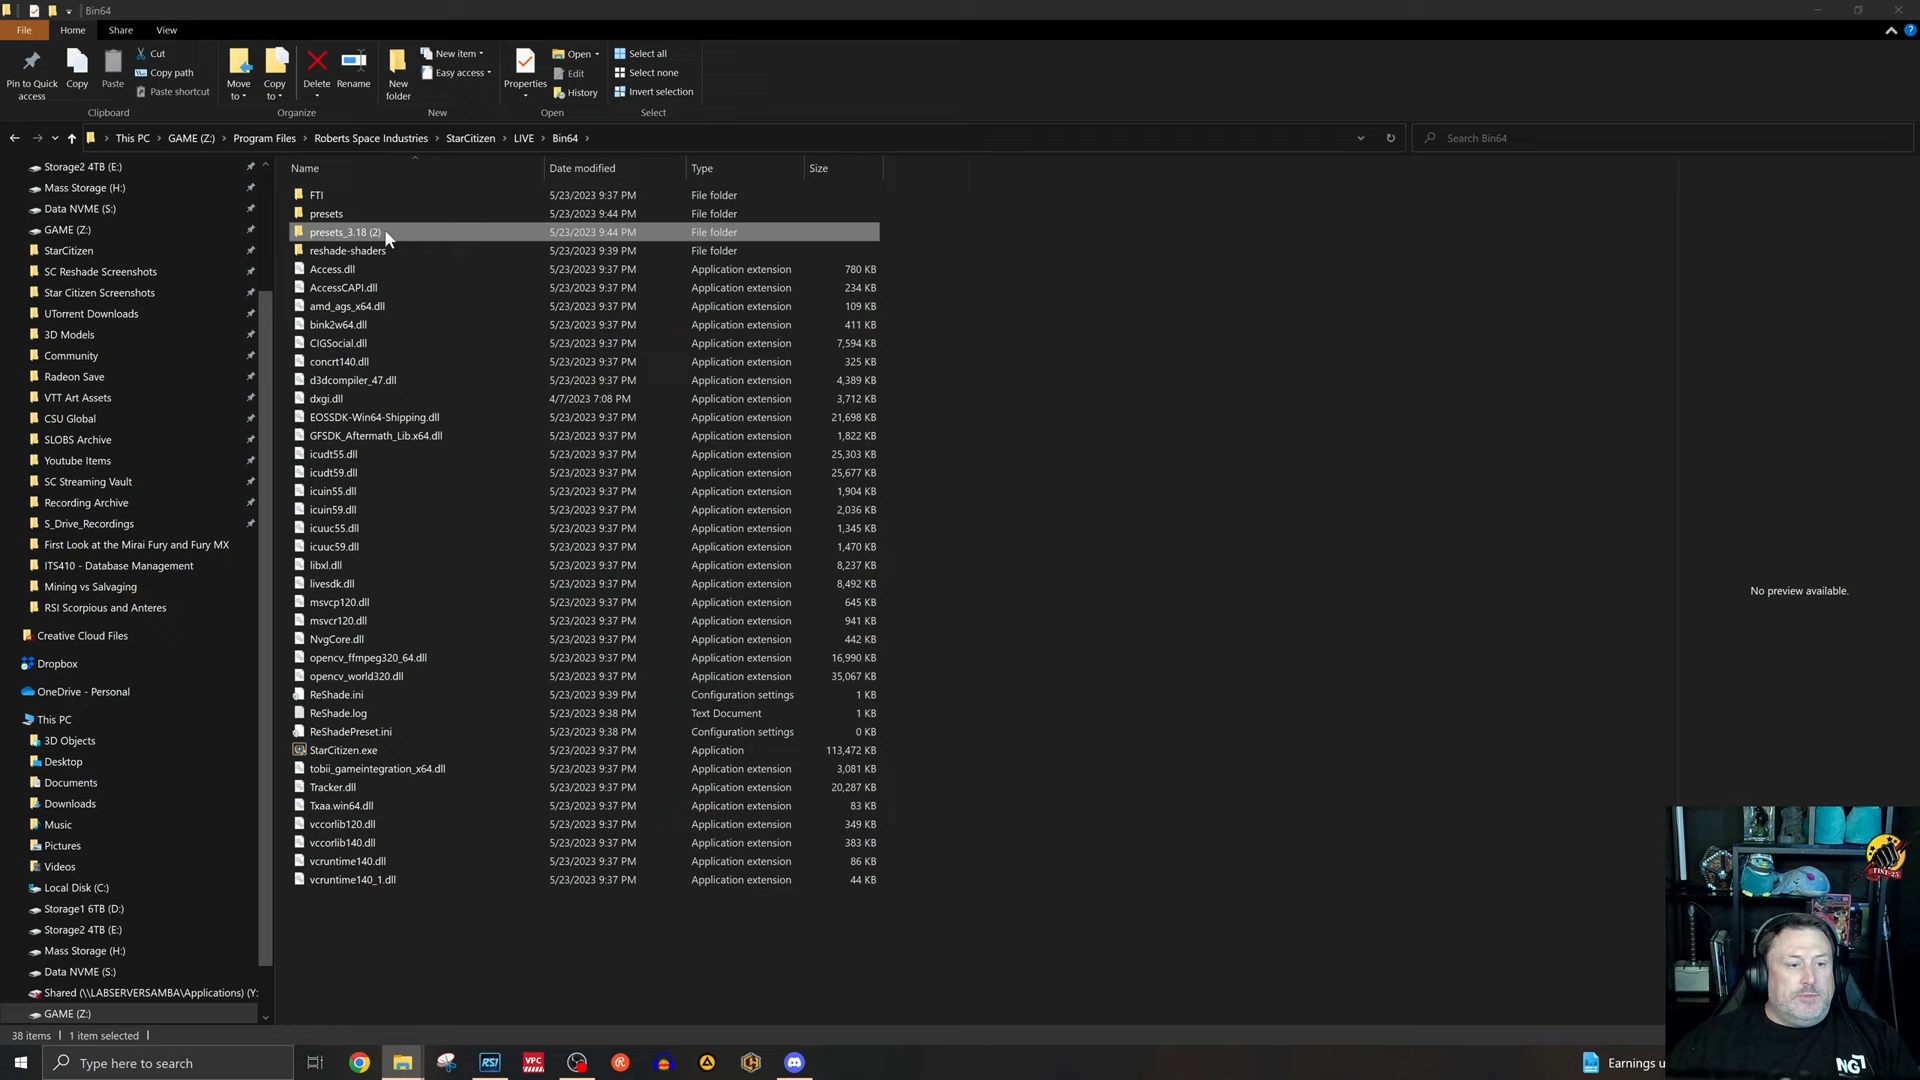 Bin64
File Home Share View
Pin to Quick access
Copy
Paste
Cut
Copy path
Paste shortcut
Clipboard
Move to
Copy to
Delete
Rename
Organize
New folder
New item
Easy access
New
Properties
Open
Edit
History
Open
Select all
Select none
Invert selection
Select
This PC > GAME (Z:) > Program Files > Roberts Space Industries > StarCitizen > LIVE > Bin64 >
Search Bin64
Storage2 4TB (E:)
Mass Storage (H:)
Data NVME (S:)
GAME (Z:)
StarCitizen
SC Reshade Screenshots
Star Citizen Screenshots
UTorrent Downloads
3D Models
Community
Radeon Save
VTT Art Assets
CSU Global
SLOBS Archive
Youtube Items
SC Streaming Vault
Recording Archive
S_Drive_Recordings
First Look at the Mirai Fury and Fury MX
ITS410 - Database Management
Mining vs Salvaging
RSI Scorpious and Anteres
Creative Cloud Files
Dropbox
OneDrive - Personal
This PC
3D Objects
Desktop
Documents
Downloads
Music
Pictures
Videos
Local Disk (C:)
Storage1 6TB (D:)
Storage2 4TB (E:)
Mass Storage (H:)
Data NVME (S:)
Shared (\\LABSERVERSAMBA\Applications) (Y:
GAME (Z:)
Name Date modified Type Size
FTI 5/23/2023 9:37 PM File folder
presets 5/23/2023 9:44 PM File folder
presets_3.18 (2) 5/23/2023 9:44 PM File folder
reshade-shaders 5/23/2023 9:39 PM File folder
Access.dll 5/23/2023 9:37 PM Application extension 780 KB
AccessCAPI.dll 5/23/2023 9:37 PM Application extension 234 KB
amd_ags_x64.dll 5/23/2023 9:37 PM Application extension 109 KB
bink2w64.dll 5/23/2023 9:37 PM Application extension 411 KB
CIGSocial.dll 5/23/2023 9:37 PM Application extension 7,594 KB
concrt140.dll 5/23/2023 9:37 PM Application extension 325 KB
d3dcompiler_47.dll 5/23/2023 9:37 PM Application extension 4,389 KB
dxgi.dll 4/7/2023 7:08 PM Application extension 3,712 KB
EOSSDK-Win64-Shipping.dll 5/23/2023 9:37 PM Application extension 21,698 KB
GFSDK_Aftermath_Lib.x64.dll 5/23/2023 9:37 PM Application extension 1,822 KB
icudt55.dll 5/23/2023 9:37 PM Application extension 25,303 KB
icudt59.dll 5/23/2023 9:37 PM Application extension 25,677 KB
icuin55.dll 5/23/2023 9:37 PM Application extension 1,904 KB
icuin59.dll 5/23/2023 9:37 PM Application extension 2,036 KB
icuuc55.dll 5/23/2023 9:37 PM Application extension 1,345 KB
icuuc59.dll 5/23/2023 9:37 PM Application extension 1,470 KB
libxl.dll 5/23/2023 9:37 PM Application extension 8,237 KB
livesdk.dll 5/23/2023 9:37 PM Application extension 8,492 KB
msvcp120.dll 5/23/2023 9:37 PM Application extension 645 KB
msvcr120.dll 5/23/2023 9:37 PM Application extension 941 KB
NvgCore.dll 5/23/2023 9:37 PM Application extension 442 KB
opencv_ffmpeg320_64.dll 5/23/2023 9:37 PM Application extension 16,990 KB
opencv_world320.dll 5/23/2023 9:37 PM Application extension 35,067 KB
ReShade.ini 5/23/2023 9:39 PM Configuration settings 1 KB
ReShade.log 5/23/2023 9:38 PM Text Document 1 KB
ReShadePreset.ini 5/23/2023 9:38 PM Configuration settings 0 KB
StarCitizen.exe 5/23/2023 9:37 PM Application 113,472 KB
tobii_gameintegration_x64.dll 5/23/2023 9:37 PM Application extension 3,081 KB
Tracker.dll 5/23/2023 9:37 PM Application extension 20,287 KB
Txaa.win64.dll 5/23/2023 9:37 PM Application extension 83 KB
vccorlib120.dll 5/23/2023 9:37 PM Application extension 349 KB
vccorlib140.dll 5/23/2023 9:37 PM Application extension 383 KB
vcruntime140.dll 5/23/2023 9:37 PM Application extension 86 KB
vcruntime140_1.dll 5/23/2023 9:37 PM Application extension 44 KB
No preview available.
FIST-25
38 items 1 item selected
Type here to search
RSI
VPC
Earnings u